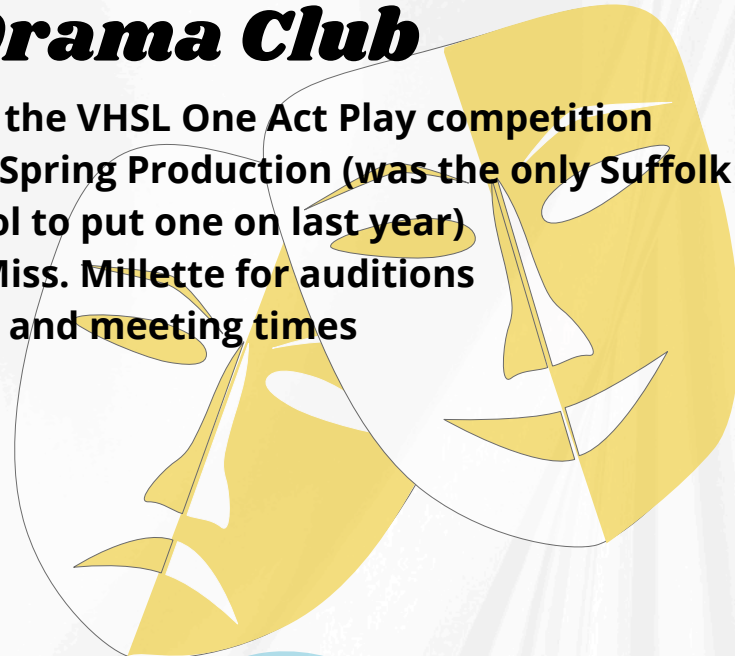 Drama Club
the VHSL One Act Play competition
Spring Production (was the only Suffolk
ol to put one on last year)
Miss. Millette for auditions
and meeting times